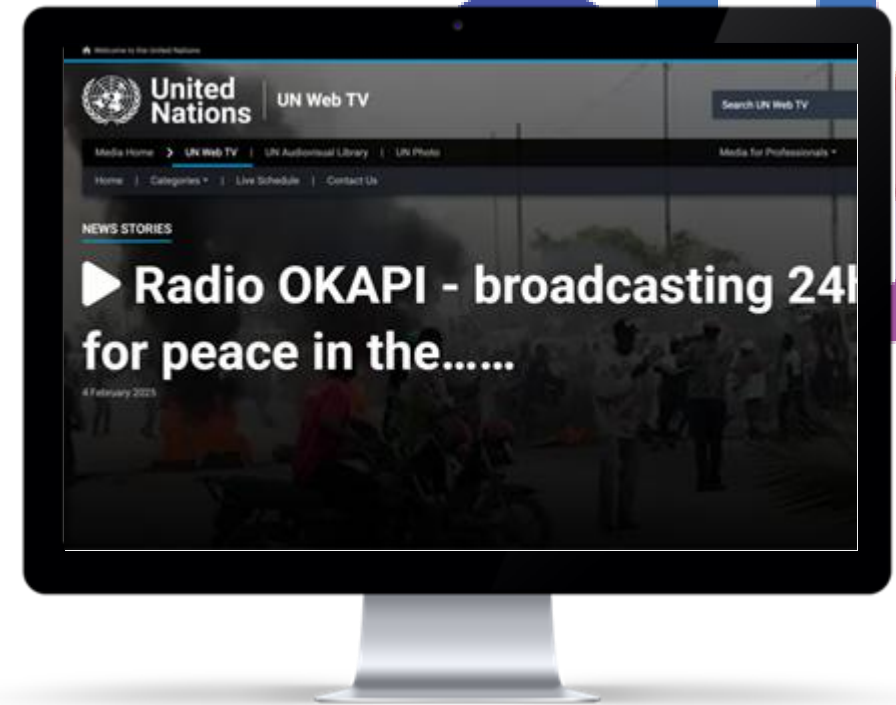 Welcome to the United Nations
United Nations
UN Web TV
Search UN Web TV
Media Home > UN Web TV | UN Audiovisual Library | UN Photo
Media for Professionals
Home | Categories | Live Schedule | Contact Us
NEWS STORIES
Radio OKAPI - broadcasting 24h
for peace in the......
4 February 2025